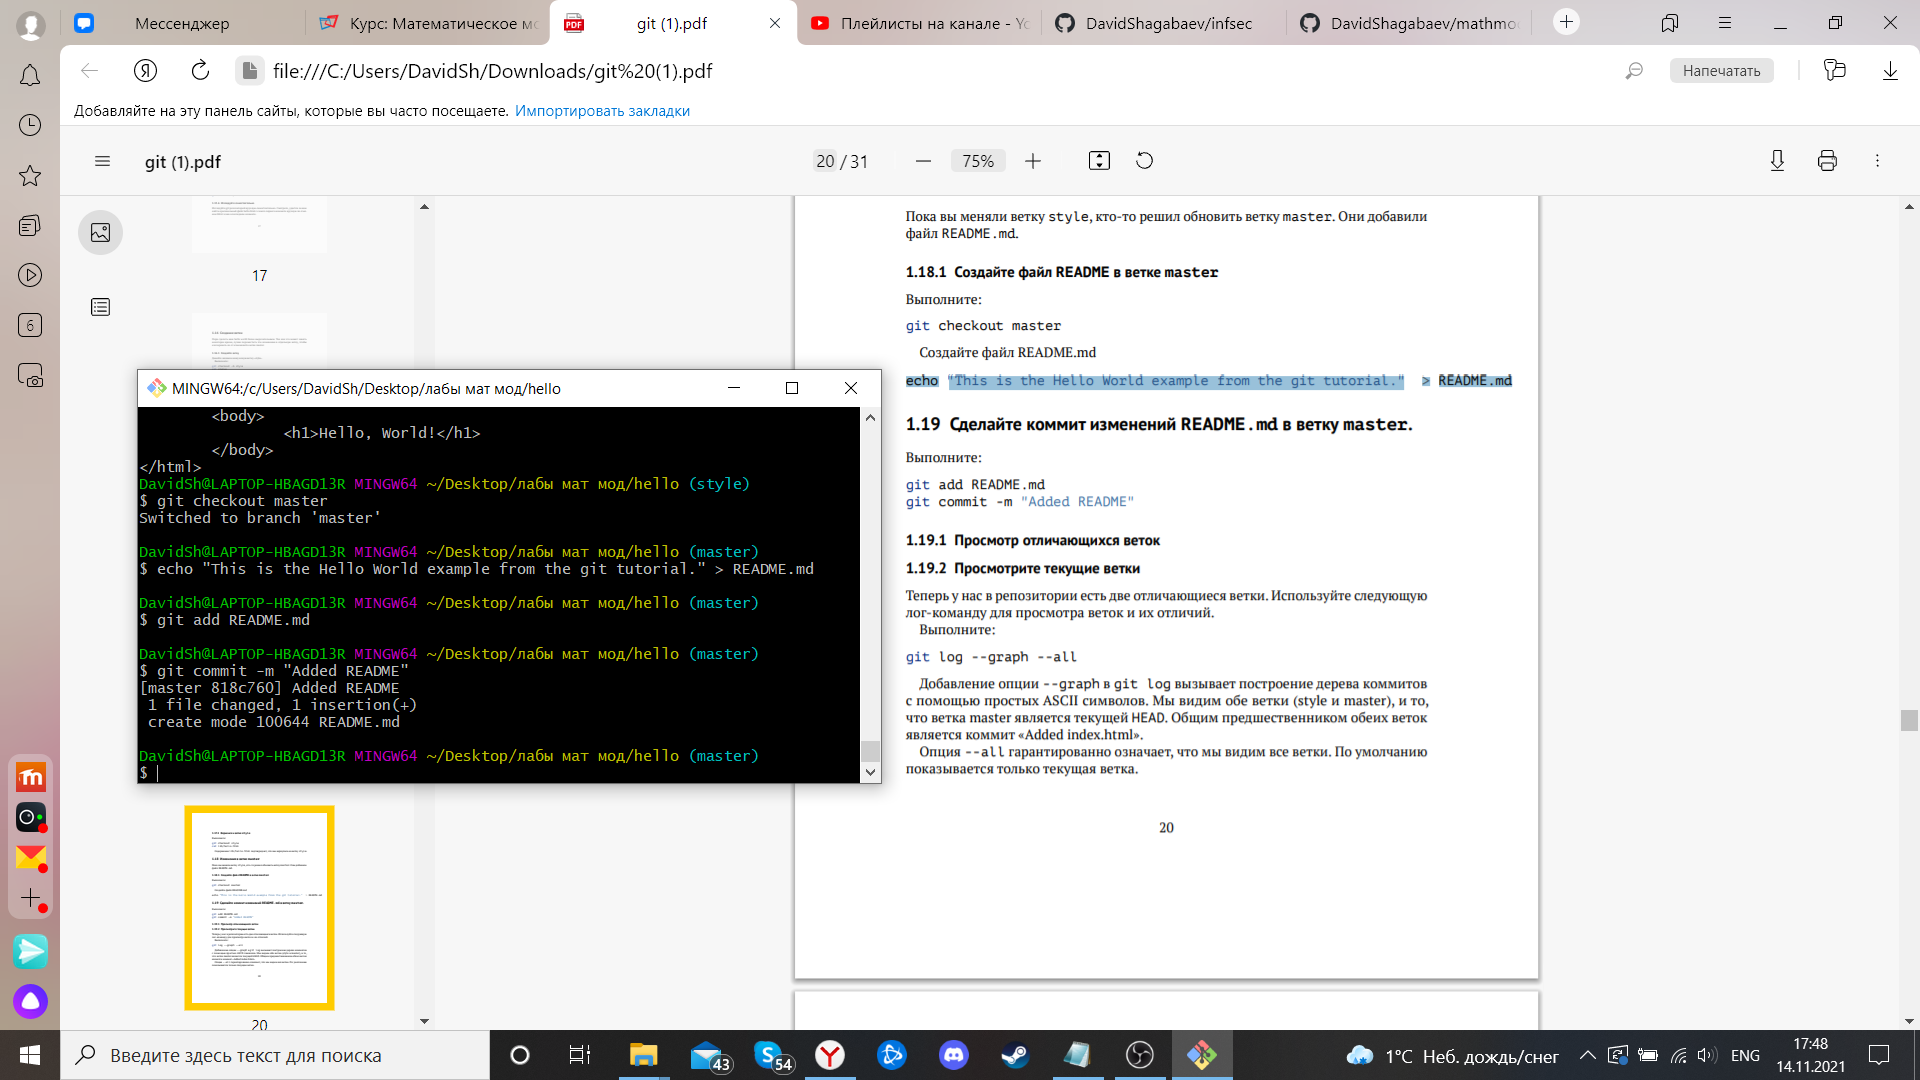 Мессенджер
Курс: Математическое мо
git (1).pdf
Плейлисты на канале - Yo
DavidShagabaev/infsec
DavidShagabaev/mathmo
file:///C:/Users/DavidSh/Downloads/git%20(1).pdf
Напечатать
Добавляйте на эту панель сайты, которые вы часто посещаете. Импортировать закладки
git (1).pdf
20 / 31
75%
17
20
6
Пока вы меняли ветку style, кто-то решил обновить ветку master. Они добавили
файл README.md.
1.18.1 Создайте файл README в ветке master
Выполните:
git checkout master
Создайте файл README.md
echo "This is the Hello World example from the git tutorial." > README.md
1.19 Сделайте коммит изменений README.md в ветку master.
Выполните:
git add README.md
git commit -m "Added README"
1.19.1 Просмотр отличающихся веток
1.19.2 Просмотрите текущие ветки
Теперь у нас в репозитории есть две отличающиеся ветки. Используйте следующую
лог-команду для просмотра веток и их отличий.
Выполните:
git log --graph --all
Добавление опции --graph в git log вызывает построение дерева коммитов
с помощью простых ASCII символов. Мы видим обе ветки (style и master), и то,
что ветка master является текущей HEAD. Общим предшественником обеих веток
является коммит «Added index.html».
Опция --all гарантированно означает, что мы видим все ветки. По умолчанию
показывается только текущая ветка.
20
MINGW64:/c/Users/DavidSh/Desktop/лабы мат мод/hello
<body>
<h1>Hello, World!</h1>
</body>
</html>
DavidSh@LAPTOP-HBAGD13R MINGW64 ~/Desktop/лабы мат мод/hello (style)
$ git checkout master
Switched to branch 'master'
DavidSh@LAPTOP-HBAGD13R MINGW64 ~/Desktop/лабы мат мод/hello (master)
$ echo "This is the Hello World example from the git tutorial." > README.md
DavidSh@LAPTOP-HBAGD13R MINGW64 ~/Desktop/лабы мат мод/hello (master)
$ git add README.md
DavidSh@LAPTOP-HBAGD13R MINGW64 ~/Desktop/лабы мат мод/hello (master)
$ git commit -m "Added README"
[master 818c760] Added README
1 file changed, 1 insertion(+)
create mode 100644 README.md
DavidSh@LAPTOP-HBAGD13R MINGW64 ~/Desktop/лабы мат мод/hello (master)
$
Введите здесь текст для поиска
43
54
1°C Неб. дождь/снег
ENG
17:48
14.11.2021